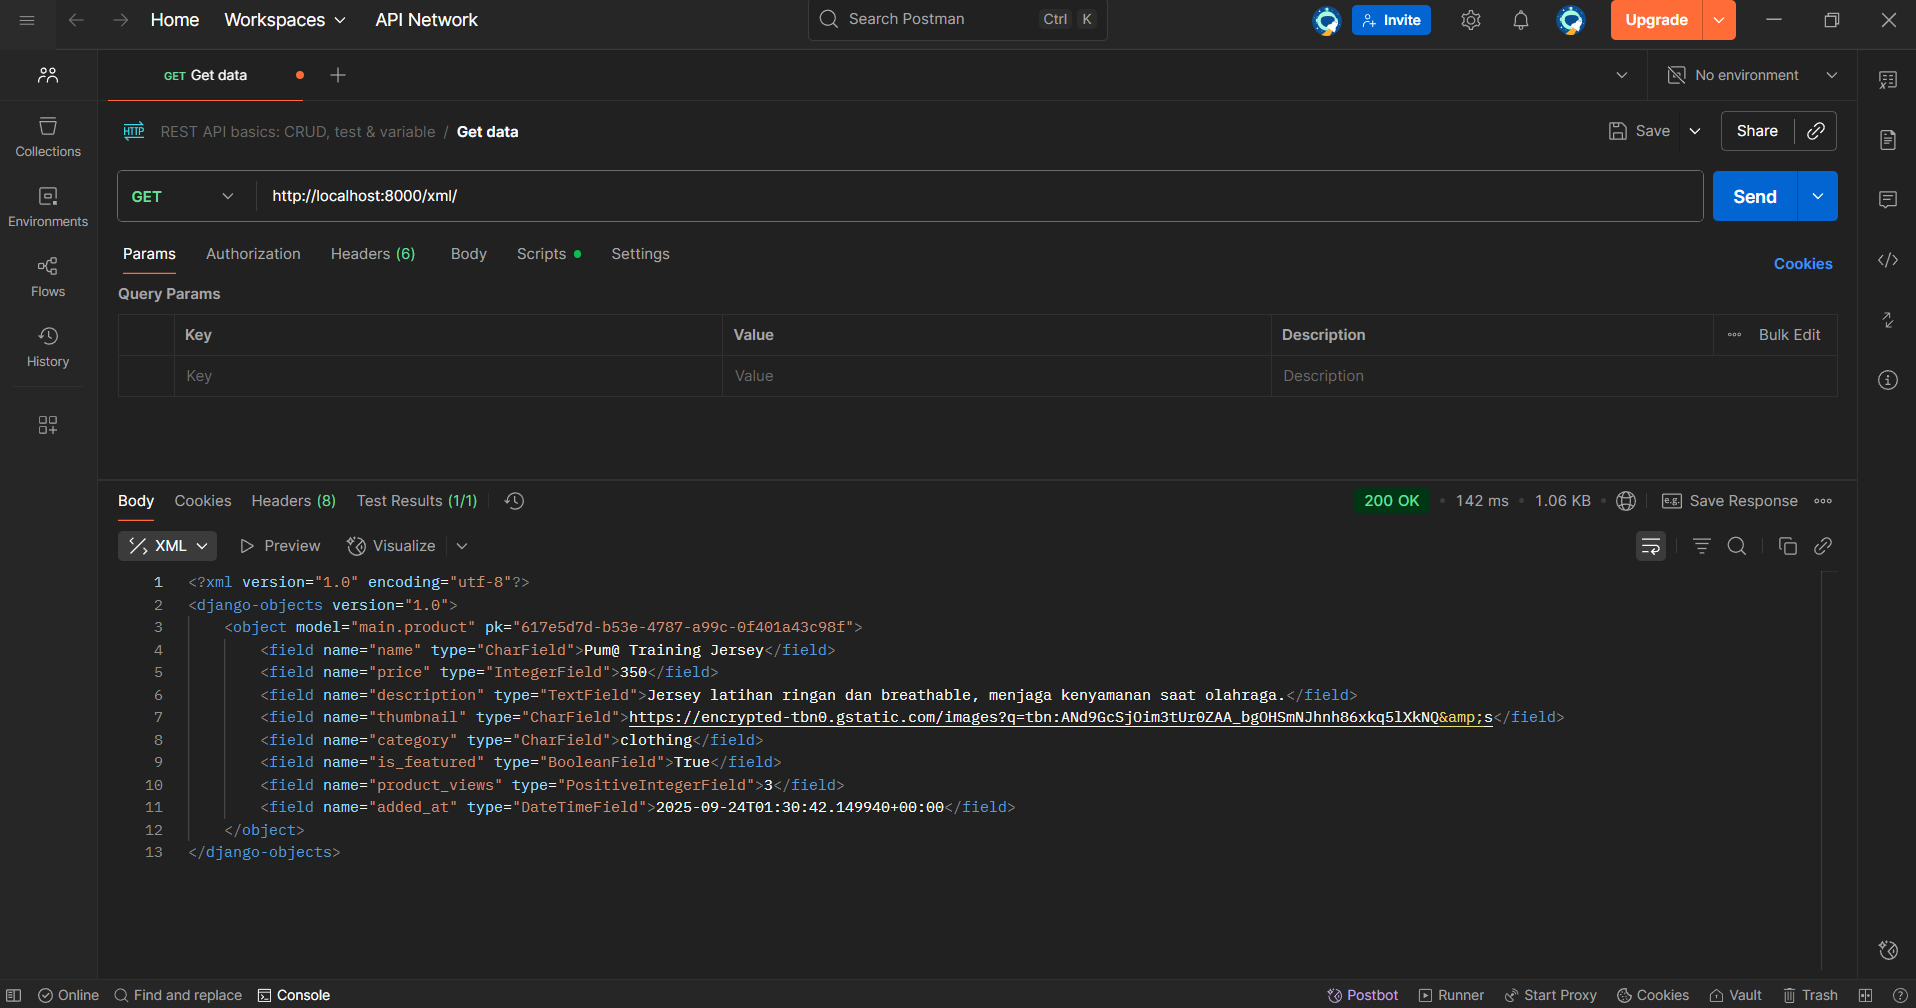 Home Workspaces API Network Search Postman Ctrl K Invite Upgrade
GET Get data No environment
HTTP REST API basics: CRUD, test & variable / Get data Save Share
Collections
Environments
Flows
History
GET http://localhost:8000/xml/ Send
Params Authorization Headers (6) Body Scripts Settings
Cookies
Query Params
Key Value Description Bulk Edit
Key Value Description
Body Cookies Headers (8) Test Results (1/1) 200 OK 142 ms 1.06 KB e.g. Save Response
XML Preview Visualize
1 <?xml version="1.0" encoding="utf-8"?>
2 <django-objects version="1.0">
3 <object model="main.product" pk="617e5d7d-b53e-4787-a99c-0f401a43c98f">
4 <field name="name" type="CharField">Pum@ Training Jersey</field>
5 <field name="price" type="IntegerField">350</field>
6 <field name="description" type="TextField">Jersey latihan ringan dan breathable, menjaga kenyamanan saat olahraga.</field>
7 <field name="thumbnail" type="CharField">https://encrypted-tbn0.gstatic.com/images?q=tbn:ANd9GcSjOim3tUr0ZAA_bgOHSmNJhnh86xkq5lXkNQ&amp;s</field>
8 <field name="category" type="CharField">clothing</field>
9 <field name="is_featured" type="BooleanField">True</field>
10 <field name="product_views" type="PositiveIntegerField">3</field>
11 <field name="added_at" type="DateTimeField">2025-09-24T01:30:42.149940+00:00</field>
12 </object>
13 </django-objects>
Online Find and replace Console Postbot Runner Start Proxy Cookies Vault Trash